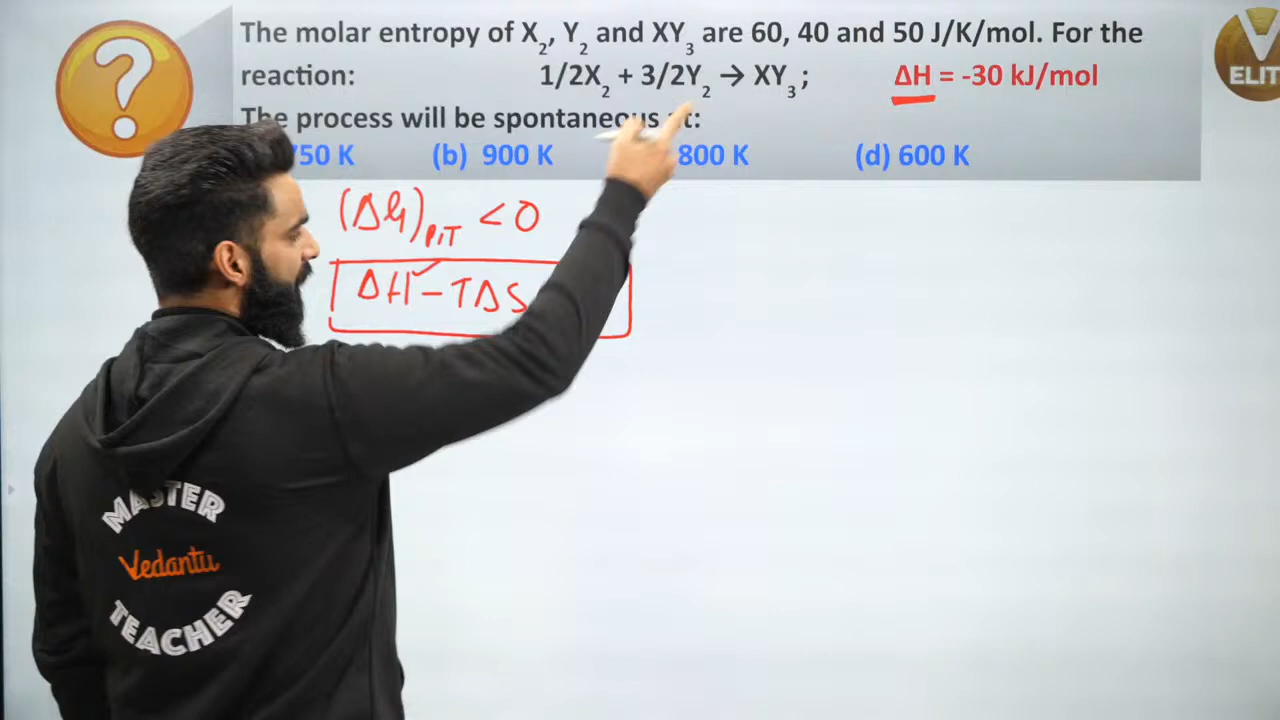 The molar entropy of X₂, Y₂ and XY₃ are 60, 40 and 50 J/K/mol. For the
reaction: 1/2X₂ + 3/2Y₂ → XY₃; ΔH = -30 kJ/mol
The process will be spontaneous at:
750 K (b) 900 K 800 K (d) 600 K
(ΔG)P,T < 0
ΔH - TΔS
ELIT
MASTER
Vedantu
TEACHER